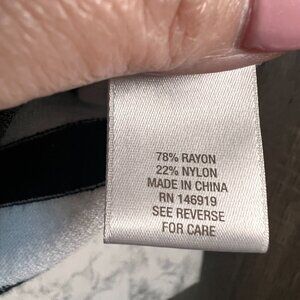 78% RAYON
22% NYLON
MADE IN CHINA
RN 146919
SEE REVERSE
FOR CARE